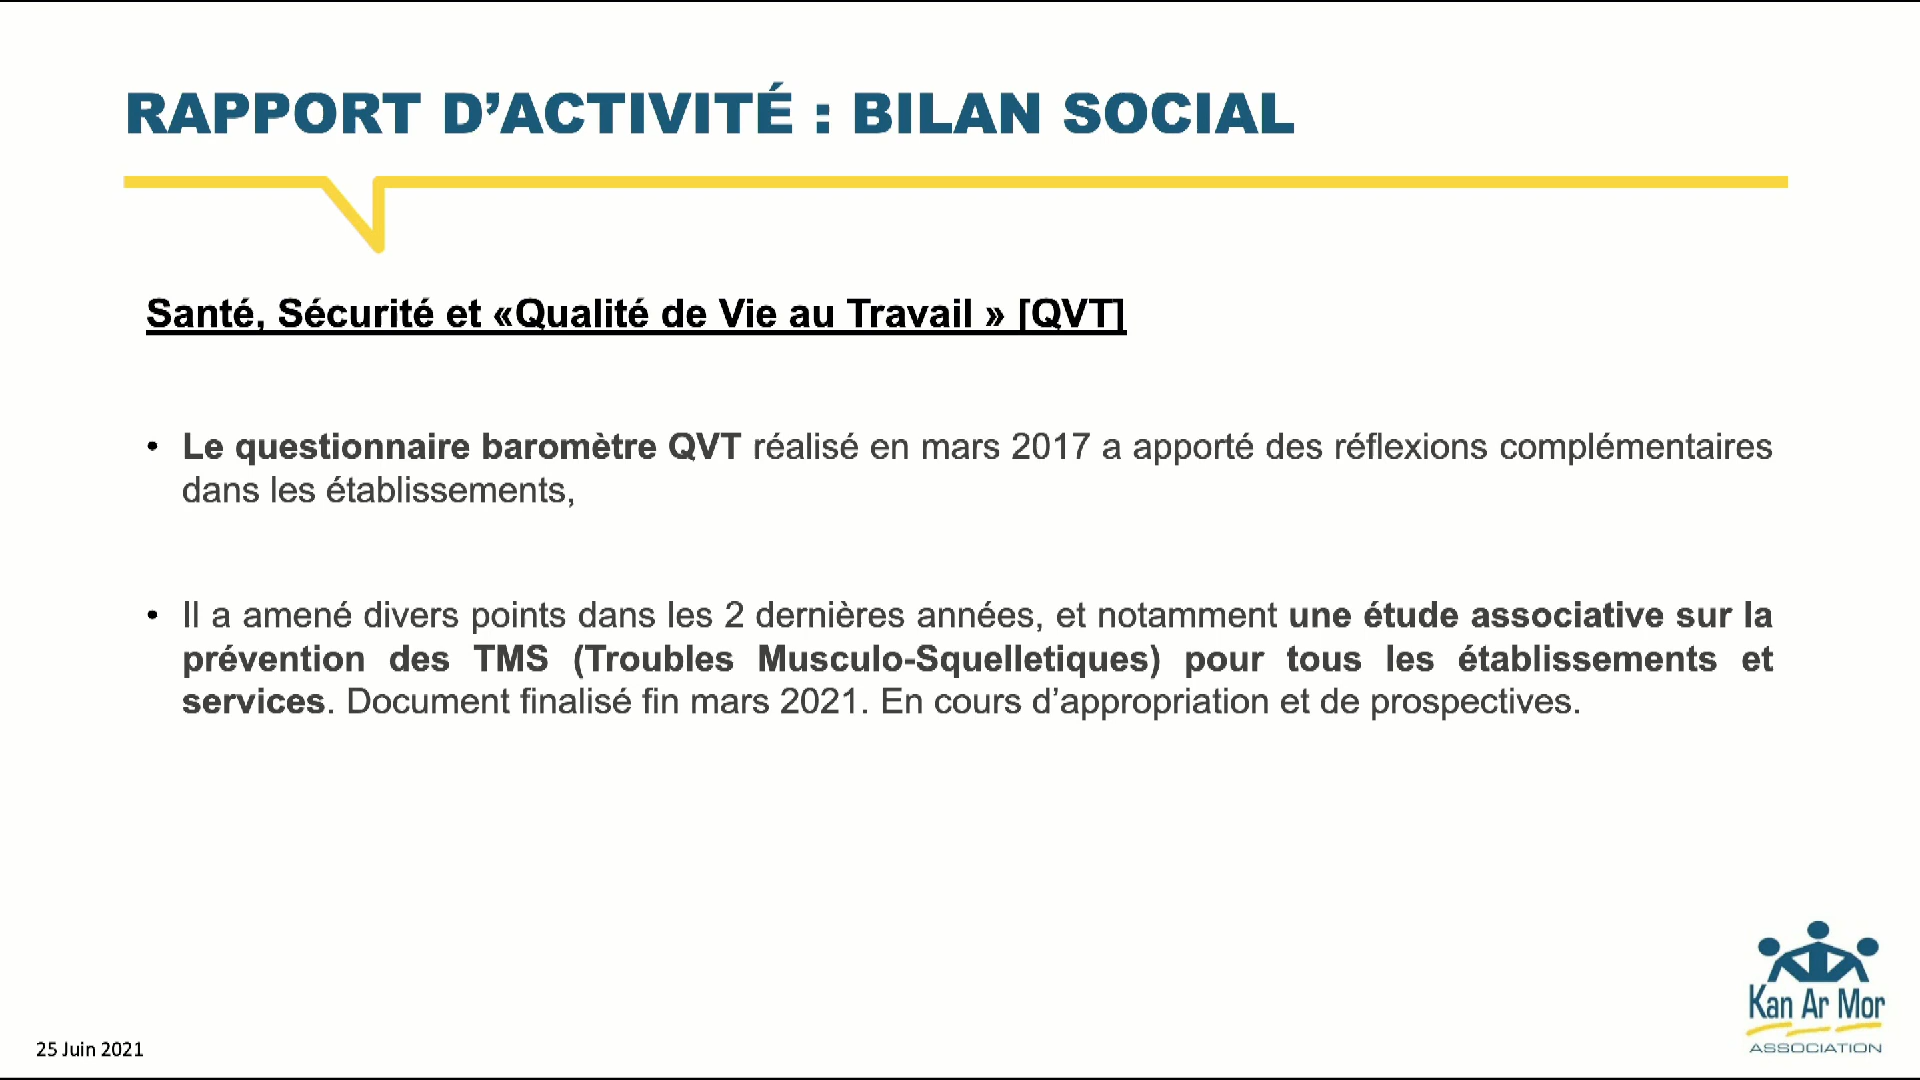 RAPPORT D’ACTIVITÉ : BILAN SOCIAL
Santé, Sécurité et «Qualité de Vie au Travail » [QVT]
• Le questionnaire baromètre QVT réalisé en mars 2017 a apporté des réflexions complémentaires
dans les établissements,
• Il a amené divers points dans les 2 dernières années, et notamment une étude associative sur la
prévention des TMS (Troubles Musculo-Squelletiques) pour tous les établissements et
services. Document finalisé fin mars 2021. En cours d’appropriation et de prospectives.
Kan Ar Mor
ASSOCIATION
25 Juin 2021